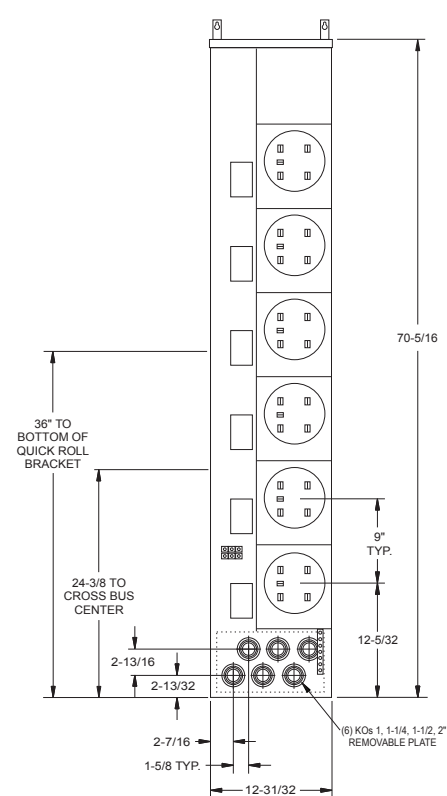 70-5/16
36" TO
BOTTOM OF
QUICK ROLL
BRACKET
9"
TYP.
24-3/8 TO
CROSS BUS
CENTER
12-5/32
2-13/16
2-13/32
(6) KOs 1, 1-1/4, 1-1/2, 2"
REMOVABLE PLATE
2-7/16
1-5/8 TYP.
12-31/32